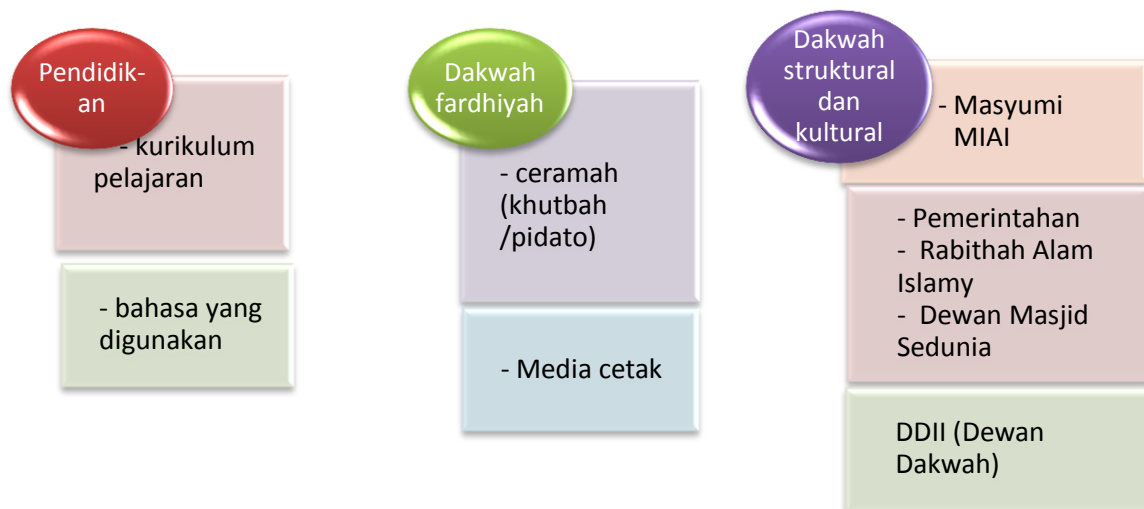 Pendidik-
an
- kurikulum
pelajaran
- bahasa yang
digunakan
Dakwah
fardhiyah
- ceramah
(khutbah
/pidato)
- Media cetak
Dakwah
struktural
dan
kultural
- Masyumi
MIAI
- Pemerintahan
- Rabithah Alam
Islamy
- Dewan Masjid
Sedunia
DDII (Dewan
Dakwah)